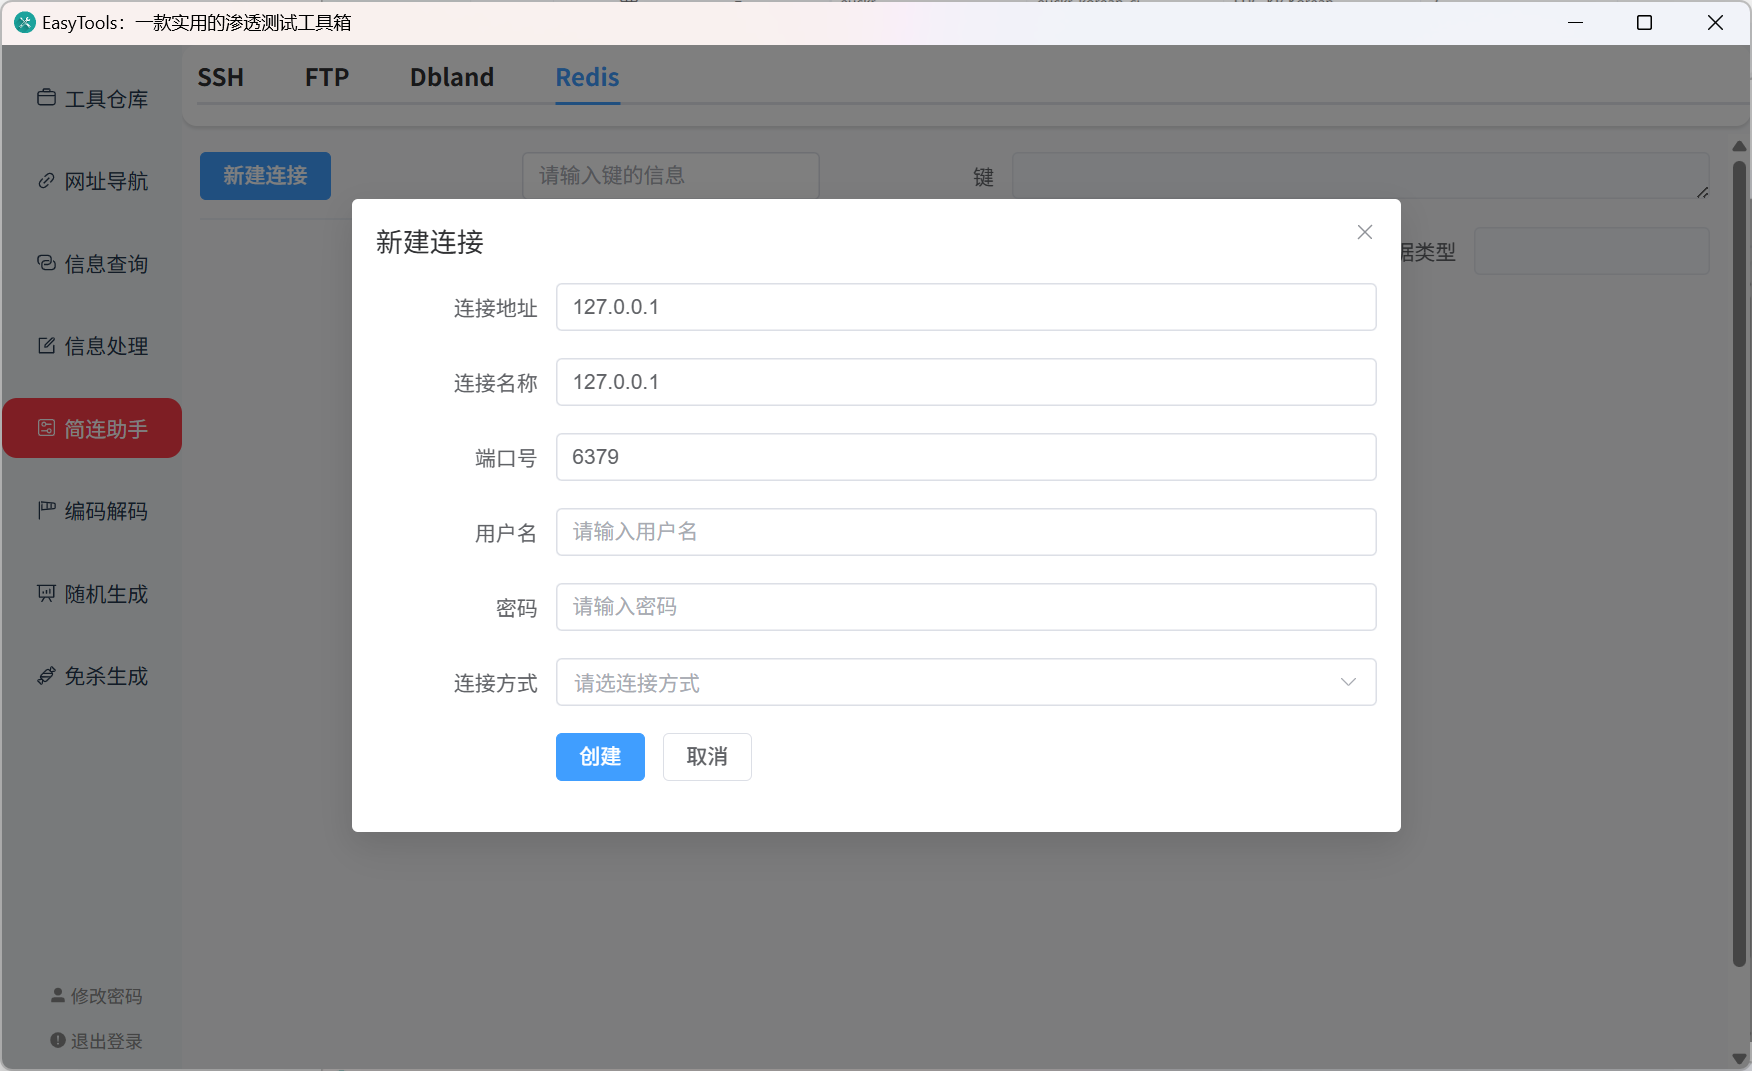 EasyTools：一款实用的渗透测试工具箱
SSH FTP Dbland Redis
工具仓库
网址导航
信息查询
信息处理
简连助手
编码解码
随机生成
免杀生成
修改密码
退出登录
新建连接 请输入键的信息 键
据类型
新建连接
连接地址 127.0.0.1
连接名称 127.0.0.1
端口号 6379
用户名 请输入用户名
密码 请输入密码
连接方式 请选连接方式
创建 取消